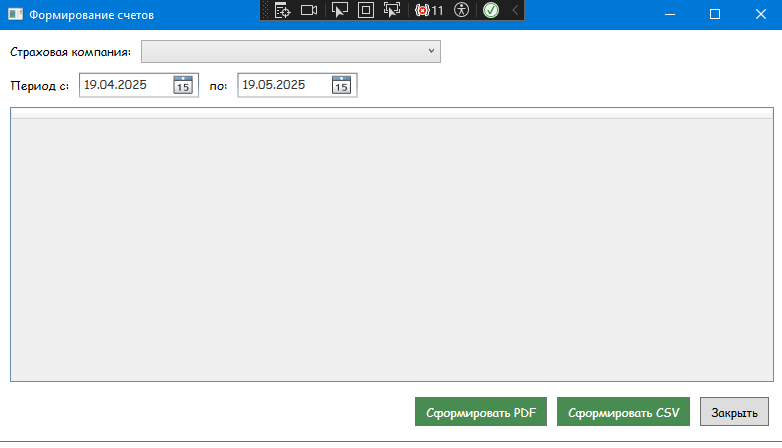 Формирование счетов
11
Страховая компания:
Период с: 19.04.2025 15 по: 19.05.2025 15
Сформировать PDF Сформировать CSV Закрыть